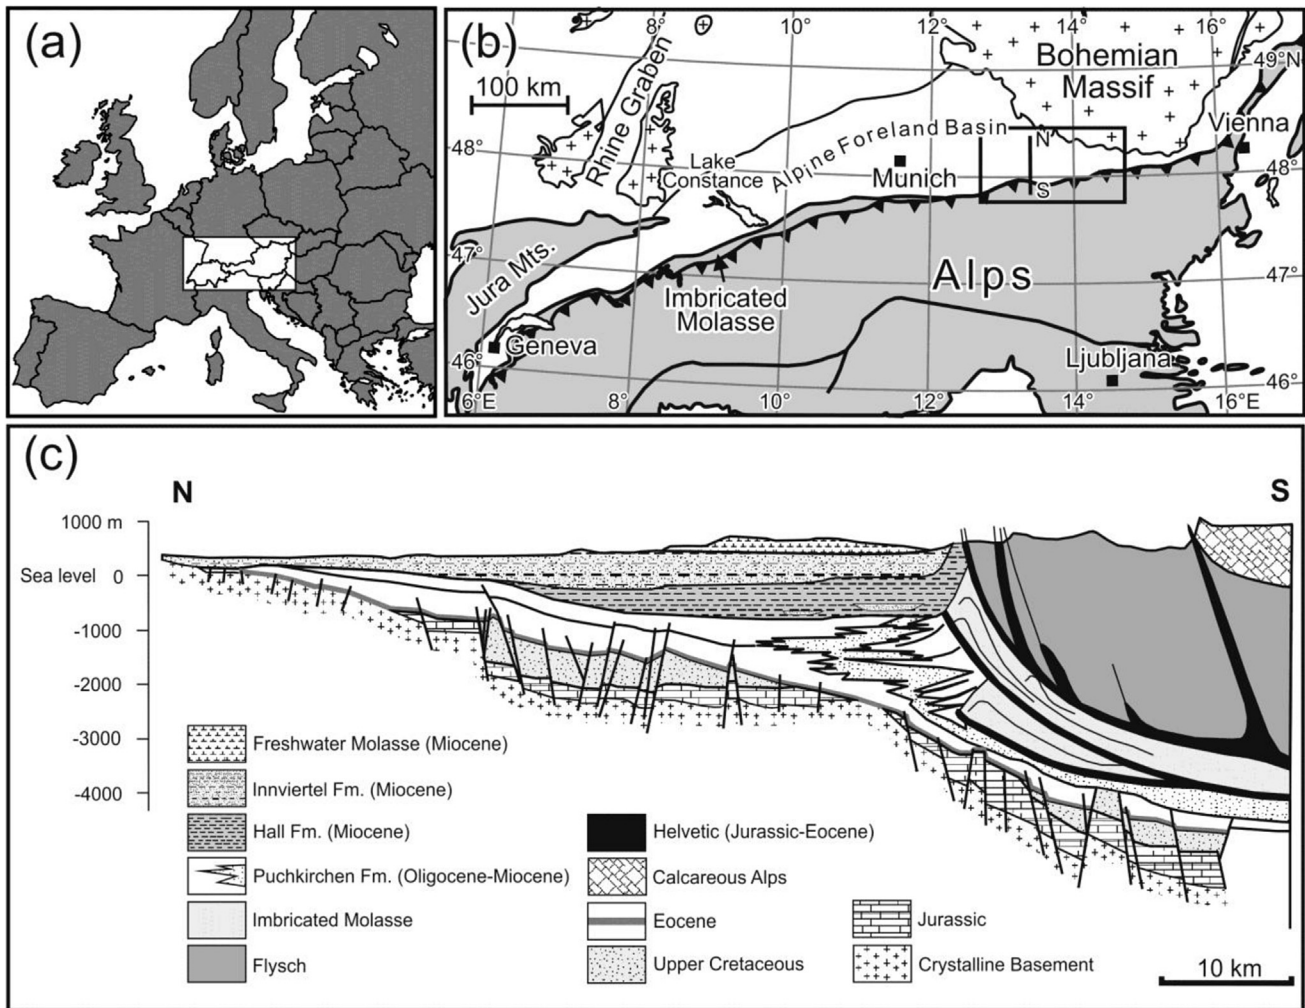 (a)
(b)
8°
10°
12°
14°
16°
49°N
100 km
Rhine Graben
Bohemian
Massif
Vienna
48°
Lake
Constance
Alpine Foreland Basin
N
Munich
S
48°
47°
Jura Mts.
Alps
47°
Imbricated
Molasse
Geneva
46°
Ljubljana
46°
6°E
8°
10°
12°
14°
16°E
(c)
N
S
1000 m
Sea level 0
-1000
-2000
-3000
-4000
Freshwater Molasse (Miocene)
Innviertel Fm. (Miocene)
Hall Fm. (Miocene)
Puchkirchen Fm. (Oligocene-Miocene)
Imbricated Molasse
Flysch
Helvetic (Jurassic-Eocene)
Calcareous Alps
Eocene
Upper Cretaceous
Jurassic
Crystalline Basement
10 km